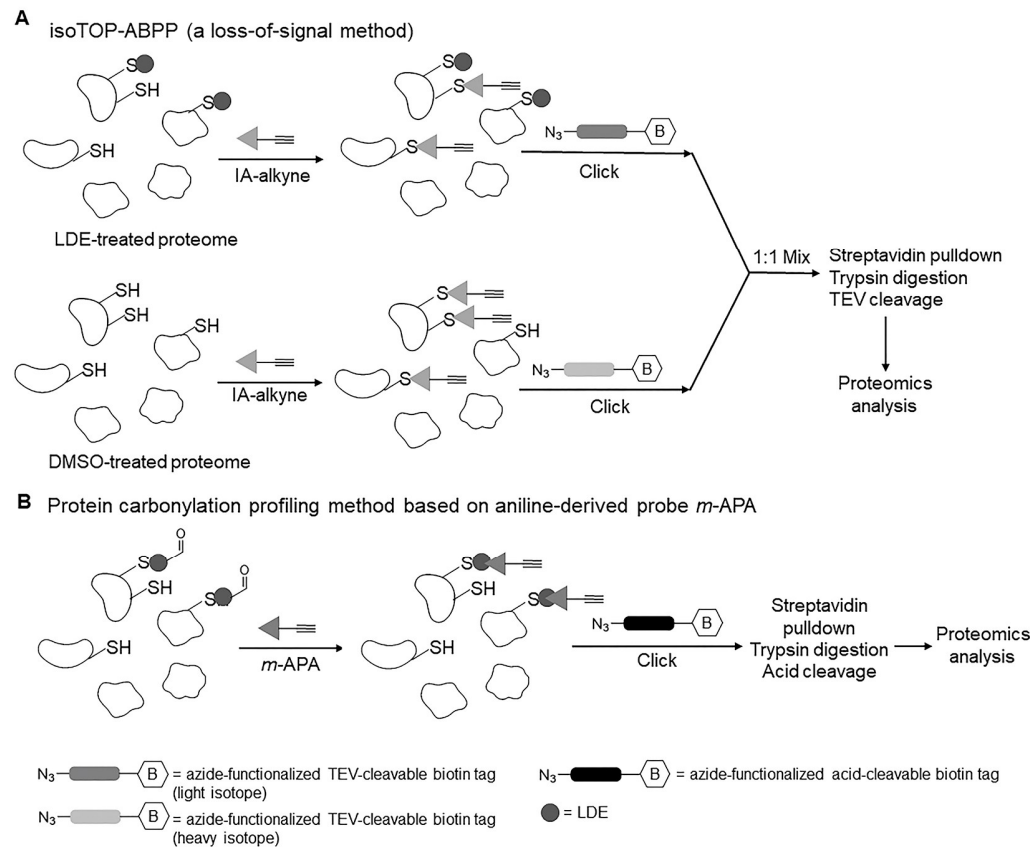 A
isoTOP-ABPP (a loss-of-signal method)
S
SH
S
SH
IA-alkyne
LDE-treated proteome
S
S
S
S
N3
B
Click
SH
SH
SH
SH
IA-alkyne
DMSO-treated proteome
S
S
SH
S
N3
B
Click
1:1 Mix
Streptavidin pulldown
Trypsin digestion
TEV cleavage
Proteomics
analysis
B
Protein carbonylation profiling method based on aniline-derived probe m-APA
O
S
SH
O
S
SH
m-APA
S
SH
S
SH
N3
B
Click
Streptavidin
pulldown
Trypsin digestion
Acid cleavage
Proteomics
analysis
N3 B = azide-functionalized TEV-cleavable biotin tag
(light isotope)
N3 B = azide-functionalized TEV-cleavable biotin tag
(heavy isotope)
N3 B = azide-functionalized acid-cleavable biotin tag
= LDE